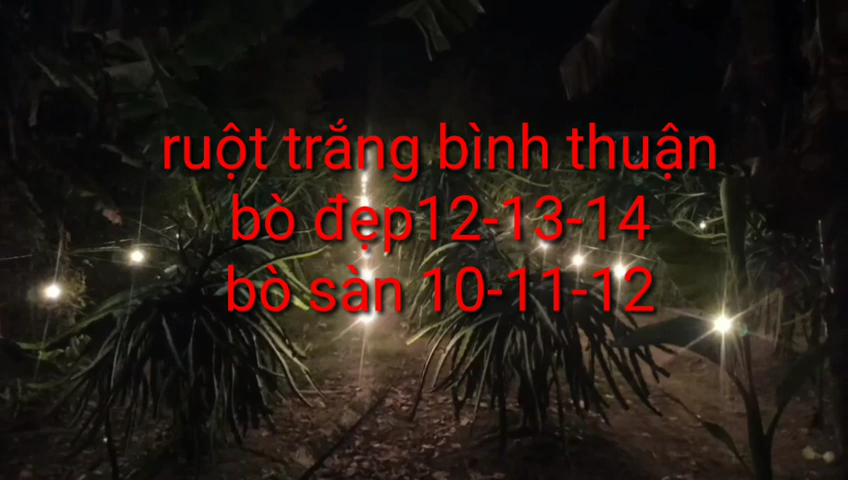 ruột trắng bình thuận
bò đẹp12-13-14
bò sàn 10-11-12